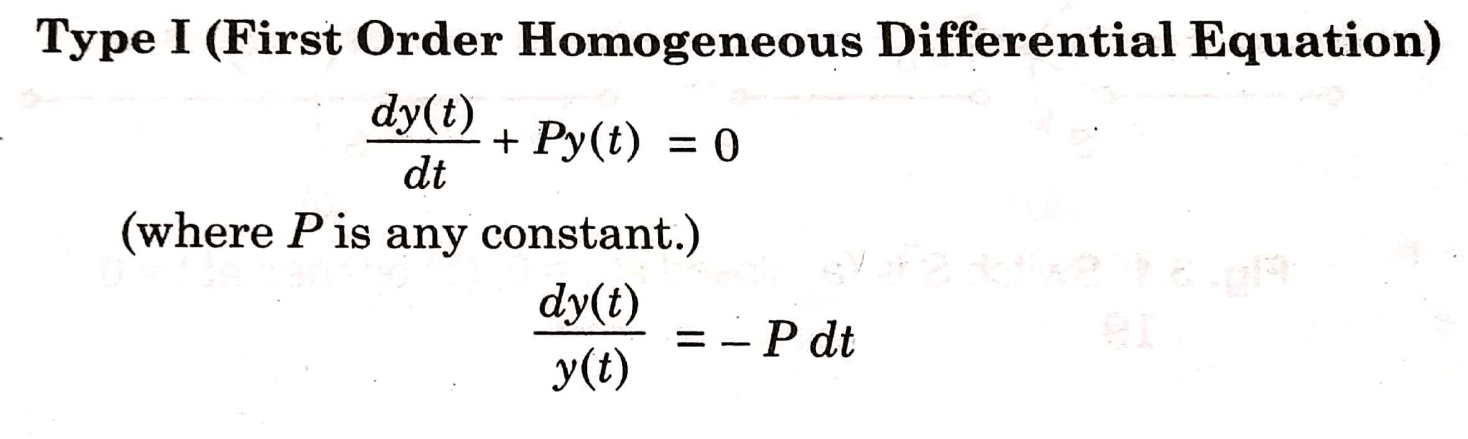 Type I (First Order Homogeneous Differential Equation)
dy(t)/dt + Py(t) = 0
(where P is any constant.)
dy(t)/y(t) = – P dt